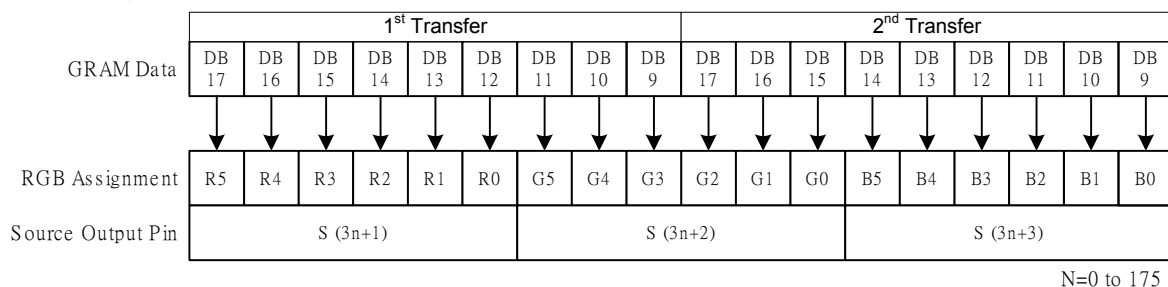 1st Transfer 2nd Transfer
GRAM Data DB 17 DB 16 DB 15 DB 14 DB 13 DB 12 DB 11 DB 10 DB 9 DB 17 DB 16 DB 15 DB 14 DB 13 DB 12 DB 11 DB 10 DB 9
RGB Assignment R5 R4 R3 R2 R1 R0 G5 G4 G3 G2 G1 G0 B5 B4 B3 B2 B1 B0
Source Output Pin S (3n+1) S (3n+2) S (3n+3)
N=0 to 175